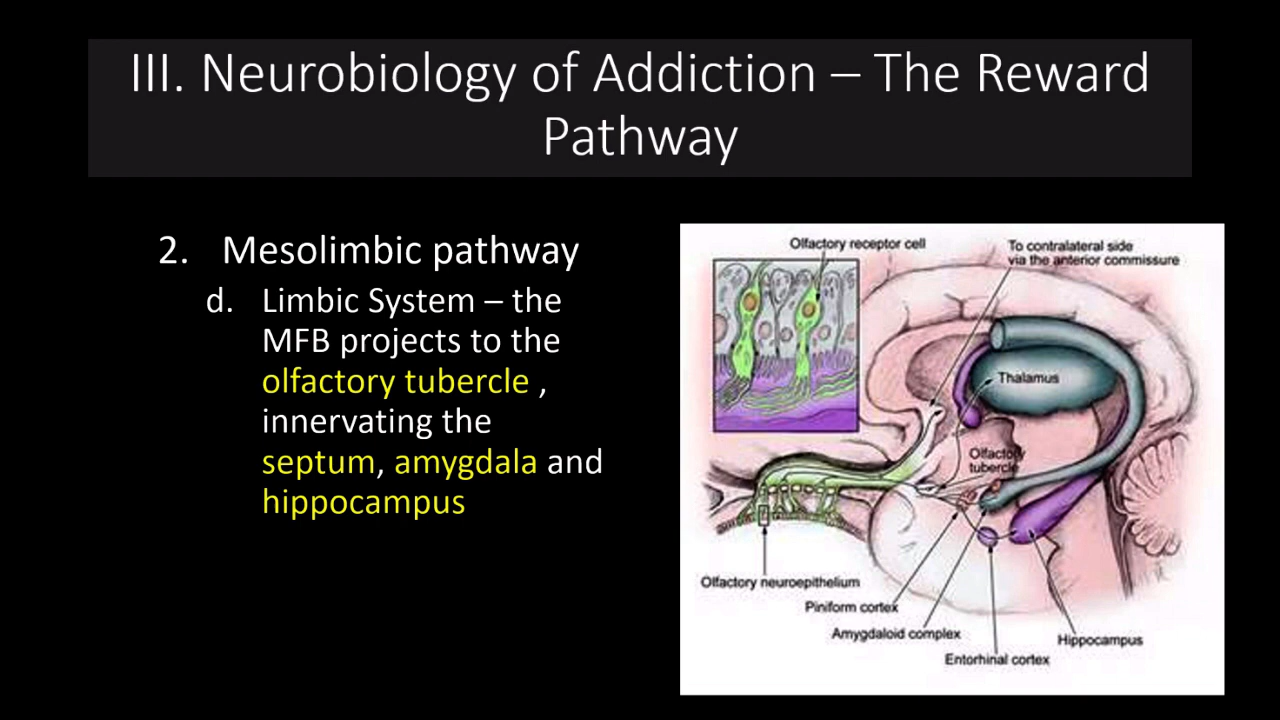 III. Neurobiology of Addiction – The Reward
Pathway
2. Mesolimbic pathway
d. Limbic System – the
MFB projects to the
olfactory tubercle ,
innervating the
septum, amygdala and
hippocampus
Olfactory receptor cell
To contralateral side
via the anterior commissure
Thalamus
Olfactory
tubercle
Olfactory neuroepithelium
Piniform cortex
Amygdaloid complex
Entorhinal cortex
Hippocampus